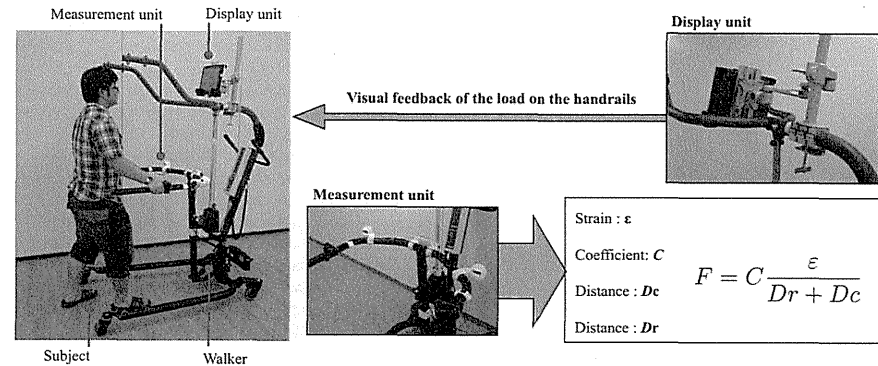 Measurement unit
Display unit
Display unit
Visual feedback of the load on the handrails
Measurement unit
Strain : ε
Coefficient: C
Distance : Dc
Distance : Dr
F = C ε / (Dr + Dc)
Subject
Walker